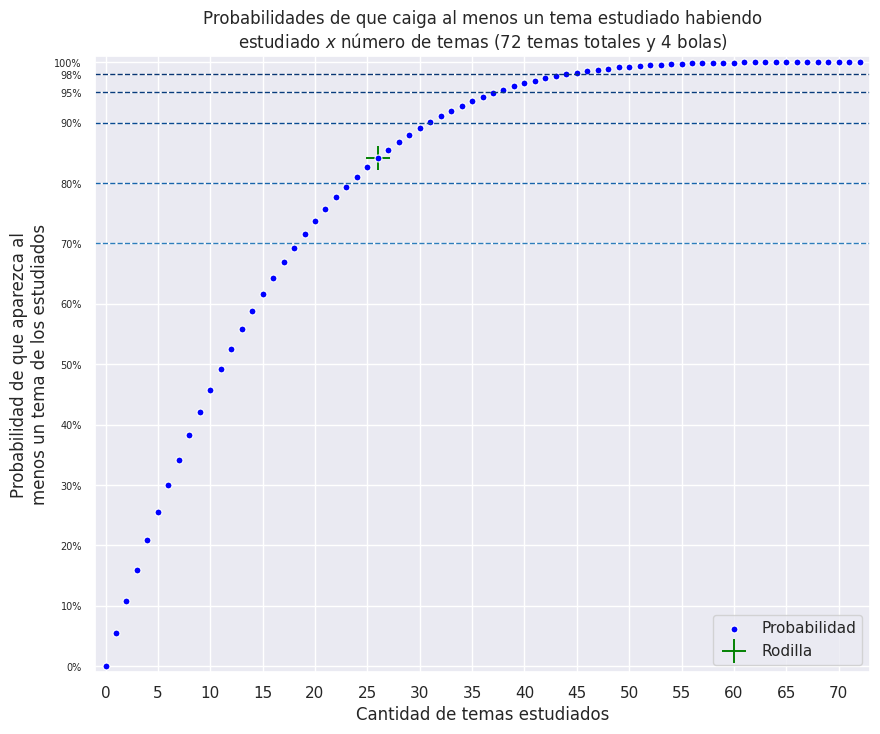 Probabilidades de que caiga al menos un tema estudiado habiendo
estudiado x número de temas (72 temas totales y 4 bolas)
100%
98%
95%
90%
80%
70%
60%
50%
40%
30%
20%
10%
0%
Probabilidad de que aparezca al
menos un tema de los estudiados
Probabilidad
Rodilla
0 5 10 15 20 25 30 35 40 45 50 55 60 65 70
Cantidad de temas estudiados